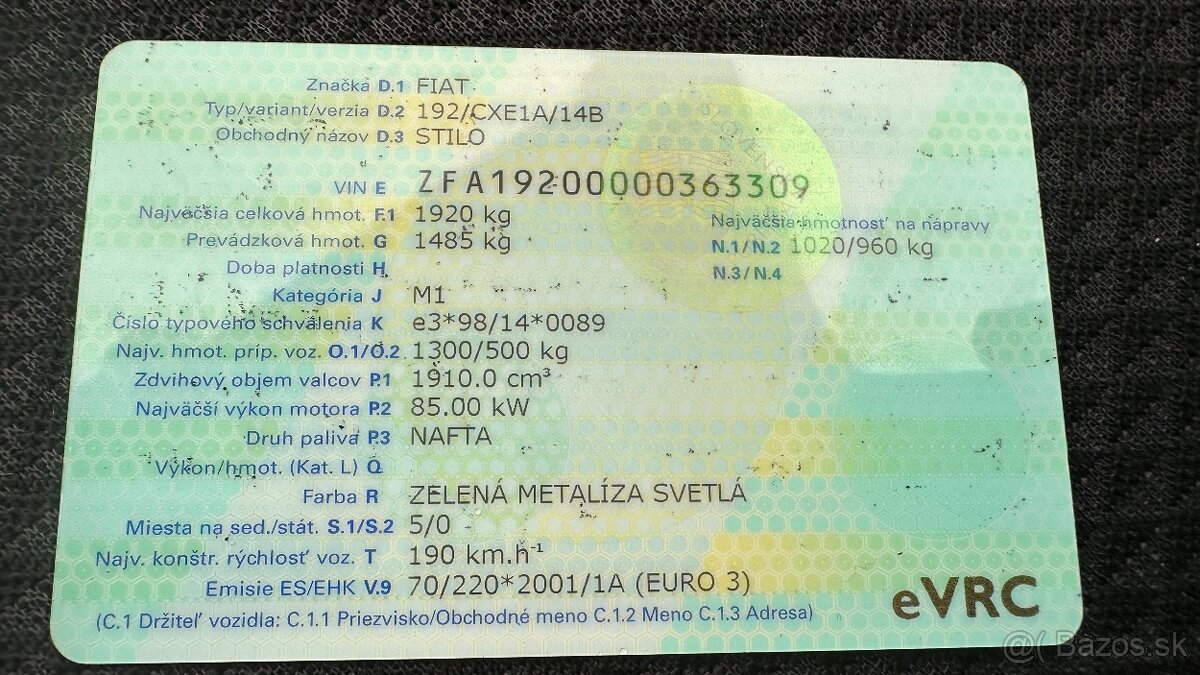 Značka D.1 FIAT
Typ/variant/verzia D.2 192/CXE1A/14B
Obchodný názov D.3 STILO
VIN E ZFA19200000363309
Najväčšia celková hmot. F.1 1920 kg
Najväčšia hmotnosť na nápravy
Prevádzková hmot. G 1485 kg
N.1/N.2 1020/960 kg
Doba platnosti H
N.3/N.4
Kategória J M1
Číslo typového schválenia K e3*98/14*0089
Najv. hmot. príp. voz. O.1/O.2 1300/500 kg
Zdvihový objem valcov P.1 1910.0 cm³
Najväčší výkon motora P.2 85.00 kW
Druh paliva P.3 NAFTA
Výkon/hmot. (Kat. L) Q
Farba R ZELENÁ METALÍZA SVETLÁ
Miesta na sed./stát. S.1/S.2 5/0
Najv. konštr. rýchlosť voz. T 190 km.h⁻¹
Emisie ES/EHK V.9 70/220*2001/1A (EURO 3)
(C.1 Držiteľ vozidla: C.1.1 Priezvisko/Obchodné meno C.1.2 Meno C.1.3 Adresa)
eVRC
@( Bazos.sk